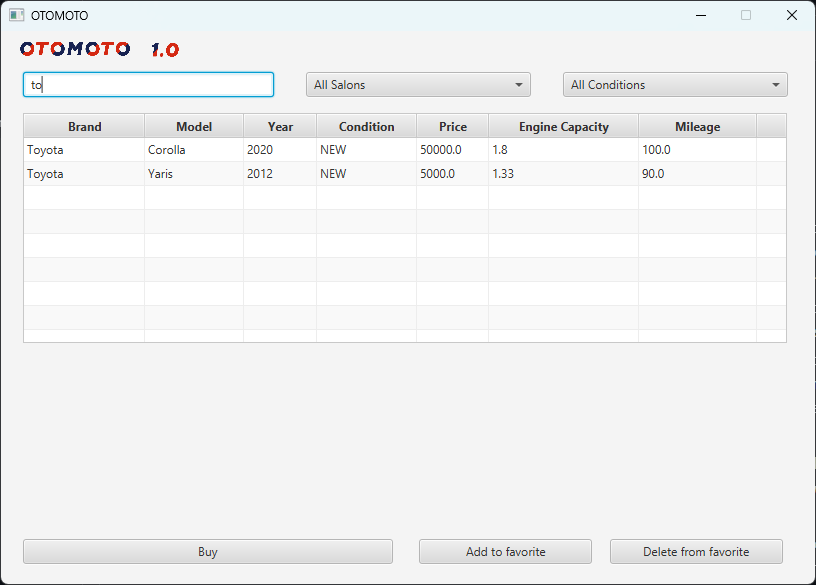 OTOMOTO
OTOMOTO 1.0
to All Salons All Conditions
Brand Model Year Condition Price Engine Capacity Mileage
Toyota Corolla 2020 NEW 50000.0 1.8 100.0
Toyota Yaris 2012 NEW 5000.0 1.33 90.0
Buy Add to favorite Delete from favorite